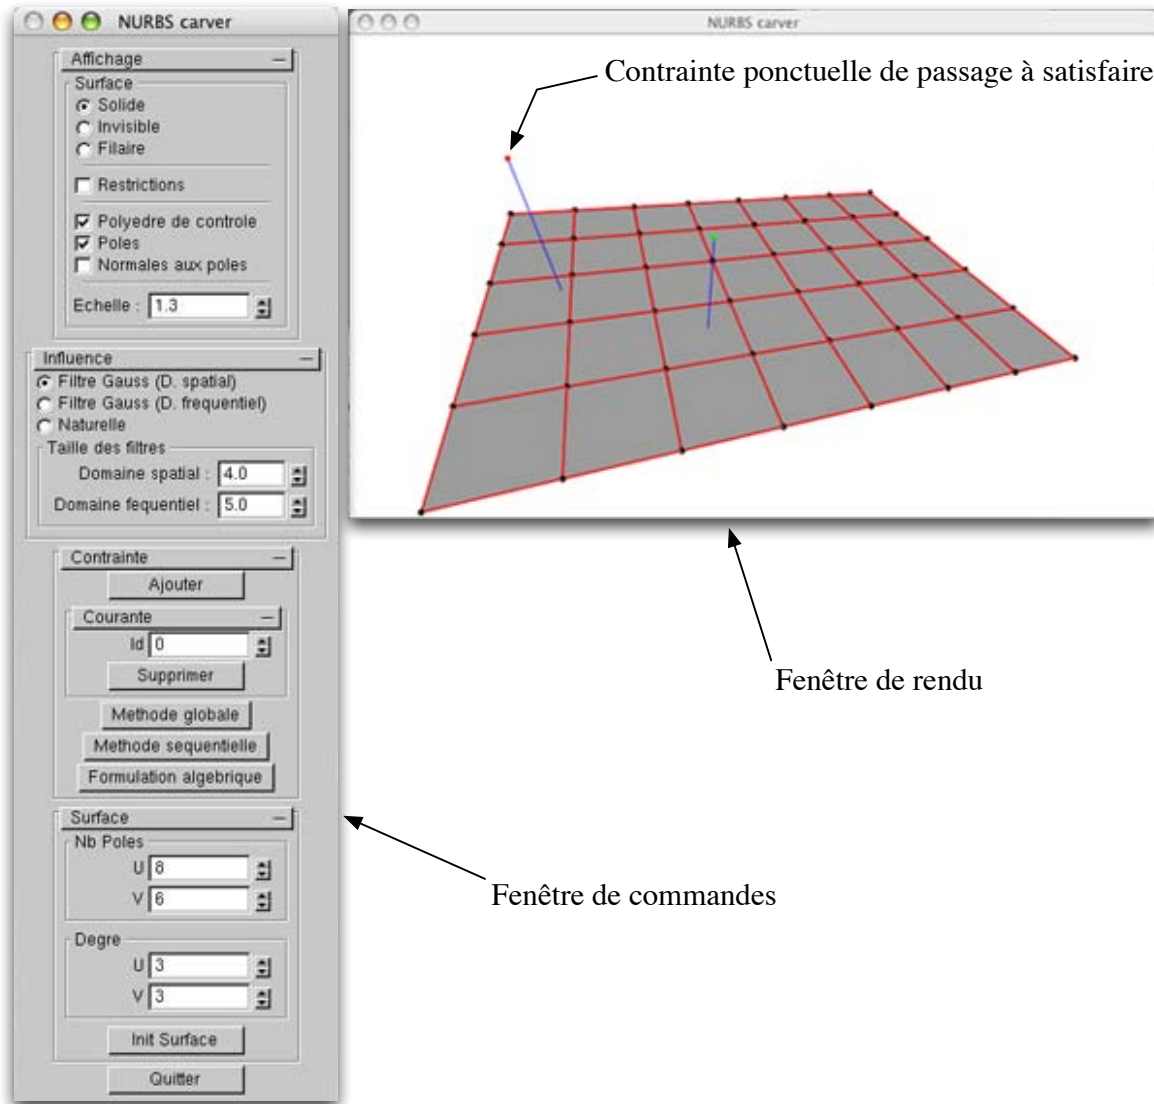 NURBS carver
Affichage
Surface
Solide
Invisible
Filaire
Restrictions
Polyedre de controle
Poles
Normales aux poles
Echelle : 1.3
Influence
Filtre Gauss (D. spatial)
Filtre Gauss (D. frequentiel)
Naturelle
Taille des filtres
Domaine spatial : 4.0
Domaine fequentiel : 5.0
Contrainte
Ajouter
Courante
Id 0
Supprimer
Methode globale
Methode sequentielle
Formulation algebrique
Surface
Nb Poles
U 8
V 6
Degre
U 3
V 3
Init Surface
Quitter
NURBS carver
Contrainte ponctuelle de passage à satisfaire
Fenêtre de rendu
Fenêtre de commandes